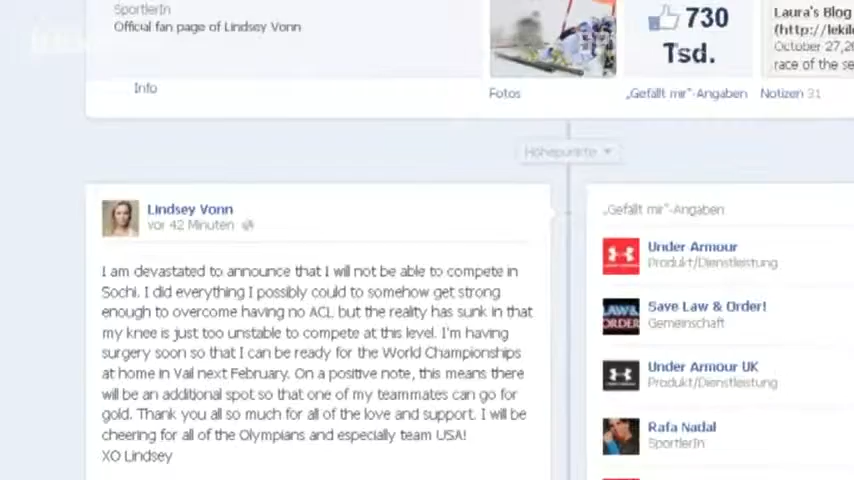 SportlerIn
Official fan page of Lindsey Vonn
Info
Fotos
730
Tsd.
„Gefällt mir“-Angaben
Laura's Blog
(http://lekilo
October 27,20
race of the se
Notizen 31
Höhepunkte
Lindsey Vonn
vor 42 Minuten
I am devastated to announce that I will not be able to compete in
Sochi. I did everything I possibly could to somehow get strong
enough to overcome having no ACL but the reality has sunk in that
my knee is just too unstable to compete at this level. I'm having
surgery soon so that I can be ready for the World Championships
at home in Vail next February. On a positive note, this means there
will be an additional spot so that one of my teammates can go for
gold. Thank you all so much for all of the love and support. I will be
cheering for all of the Olympians and especially team USA!
XO Lindsey
„Gefällt mir“-Angaben
Under Armour
Produkt/Dienstleistung
LAW&
ORDER
Save Law & Order!
Gemeinschaft
Under Armour UK
Produkt/Dienstleistung
Rafa Nadal
SportlerIn